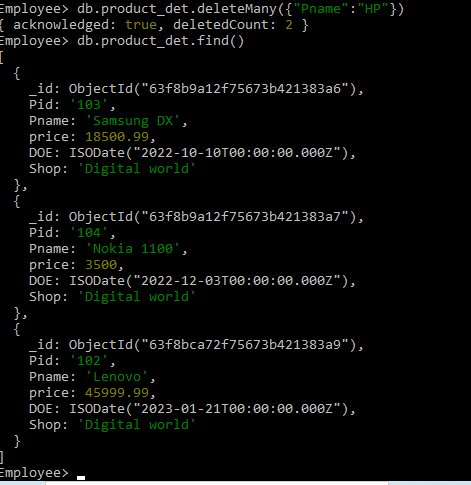 Employee> db.product_det.deleteMany({"Pname":"HP"})
{ acknowledged: true, deletedCount: 2 }
Employee> db.product_det.find()
[
  {
    _id: ObjectId("63f8b9a12f75673b421383a6"),
    Pid: '103',
    Pname: 'Samsung DX',
    price: 18500.99,
    DOE: ISODate("2022-10-10T00:00:00.000Z"),
    Shop: 'Digital world'
  },
  {
    _id: ObjectId("63f8b9a12f75673b421383a7"),
    Pid: '104',
    Pname: 'Nokia 1100',
    price: 3500,
    DOE: ISODate("2022-12-03T00:00:00.000Z"),
    Shop: 'Digital world'
  },
  {
    _id: ObjectId("63f8bca72f75673b421383a9"),
    Pid: '102',
    Pname: 'Lenovo',
    price: 45999.99,
    DOE: ISODate("2023-01-21T00:00:00.000Z"),
    Shop: 'Digital world'
  }
]
Employee>